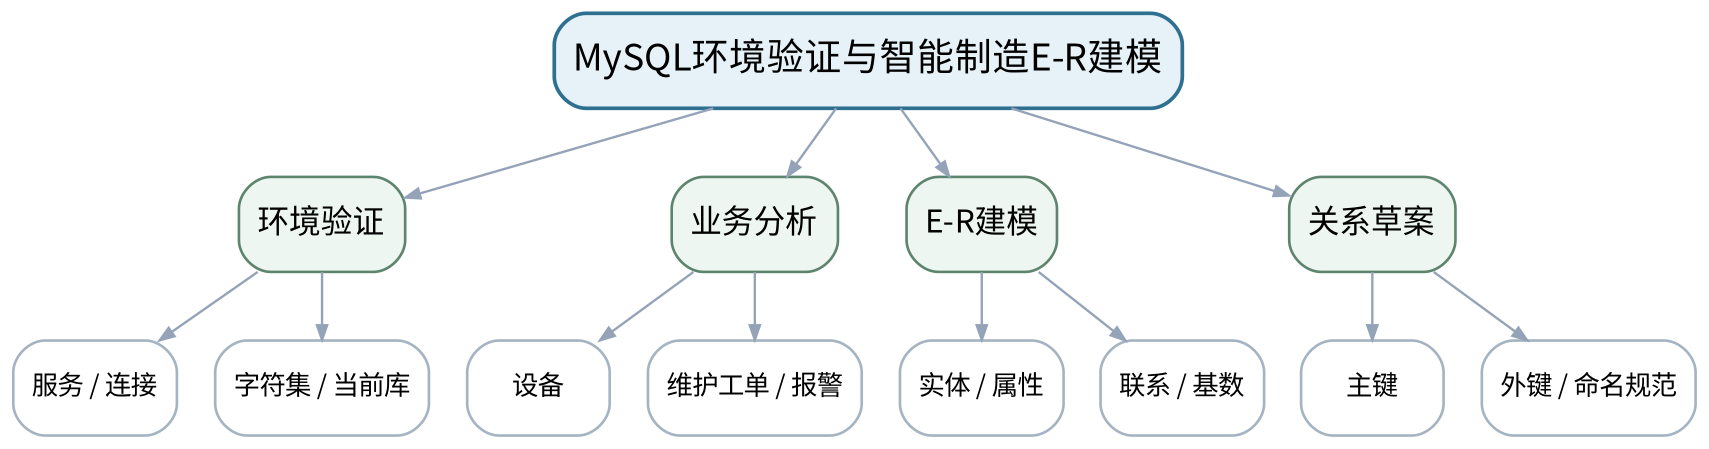 MySQL环境验证与智能制造E-R建模
环境验证
业务分析
E-R建模
关系草案
服务 / 连接
字符集 / 当前库
设备
维护工单 / 报警
实体 / 属性
联系 / 基数
主键
外键 / 命名规范